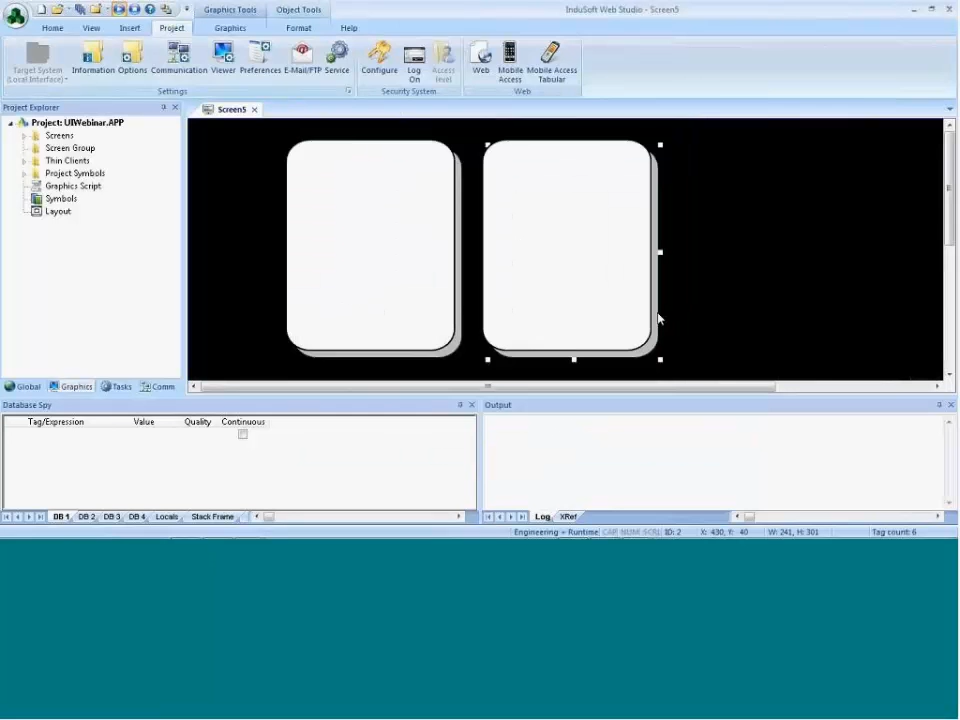 Graphics Tools Object Tools InduSoft Web Studio - Screen5
Home View Insert Project Graphics Format Help
Target System (Local Interface) Information Options Communication Viewer Preferences E-Mail/FTP Service Configure Log On Access level Web Mobile Access Mobile Access Tabular
Settings Security System Web
Project Explorer
Screen5
Project: UIWebinar.APP
Screens
Screen Group
Thin Clients
Project Symbols
Graphics Script
Symbols
Layout
Global Graphics Tasks Comm
Database Spy Output
Tag/Expression Value Quality Continuous
DB 1 DB 2 DB 3 DB 4 Locals Stack Frame Log XRef
Engineering + Runtime CAP NUM SCRL ID: 2 X: 430, Y: 40 W: 241, H: 301 Tag count: 6